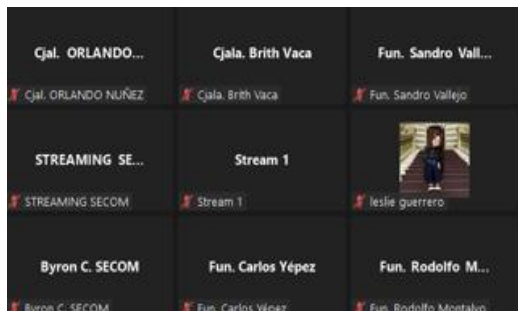 Cjal. ORLANDO...
Cjala. Brith Vaca
Fun. Sandro Vall...
Cjal. ORLANDO NUÑEZ
Cjala. Brith Vaca
Fun. Sandro Vallejo
STREAMING SE...
Stream 1
STREAMING SECOM
Stream 1
leslie guerrero
Byron C. SECOM
Fun. Carlos Yépez
Fun. Rodolfo M...
Byron C. SECOM
Fun. Carlos Yépez
Fun. Rodolfo Montalvo